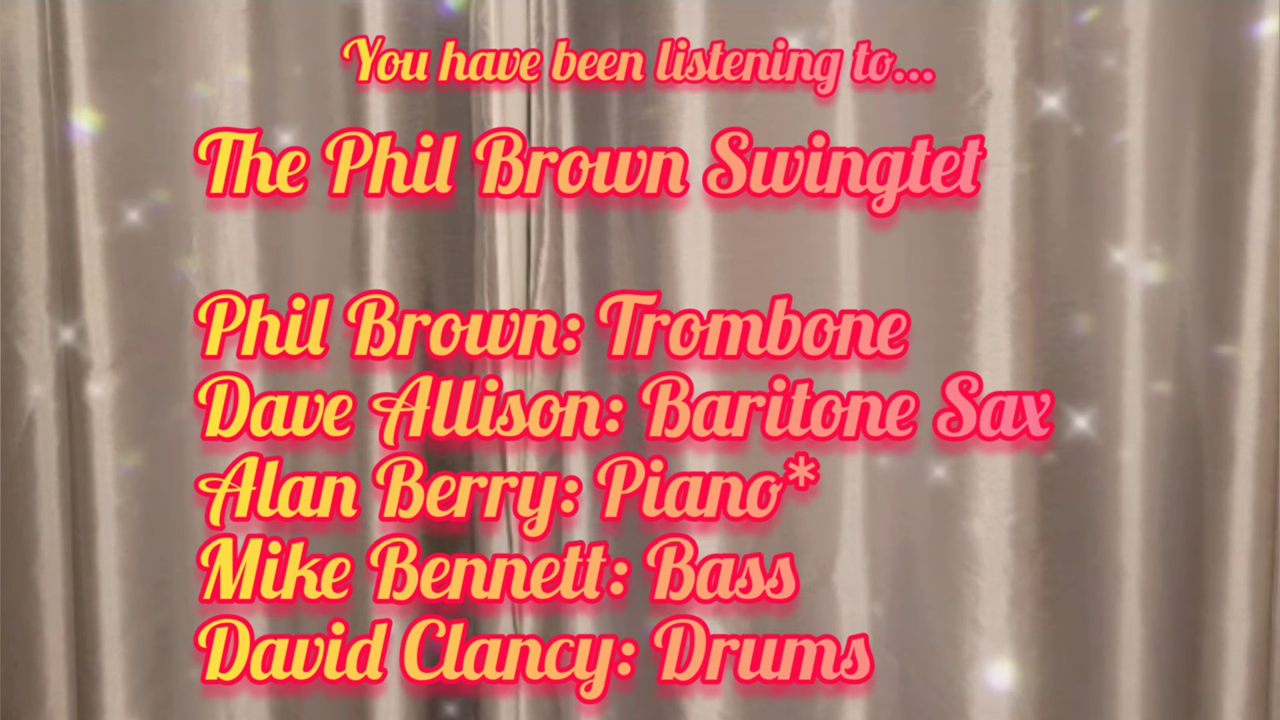 You have been listening to...
The Phil Brown Swingtet
Phil Brown: Trombone
Dave Allison: Baritone Sax
Alan Berry: Piano*
Mike Bennett: Bass
David Clancy: Drums